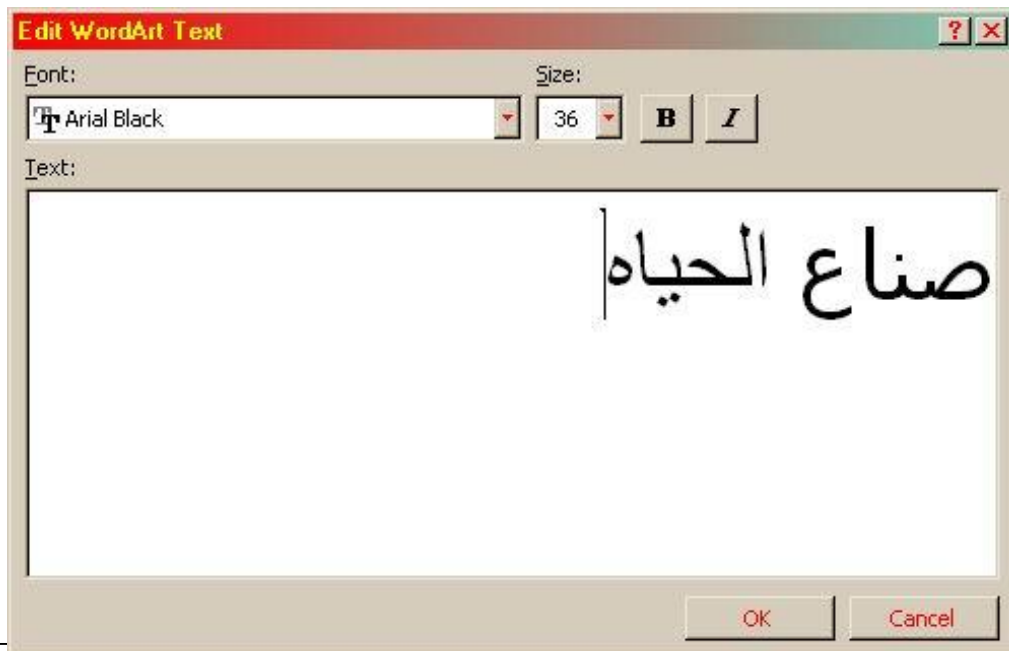 Edit WordArt Text
Font: Size:
Arial Black 36 B I
Text:
صناع الحياه
OK Cancel